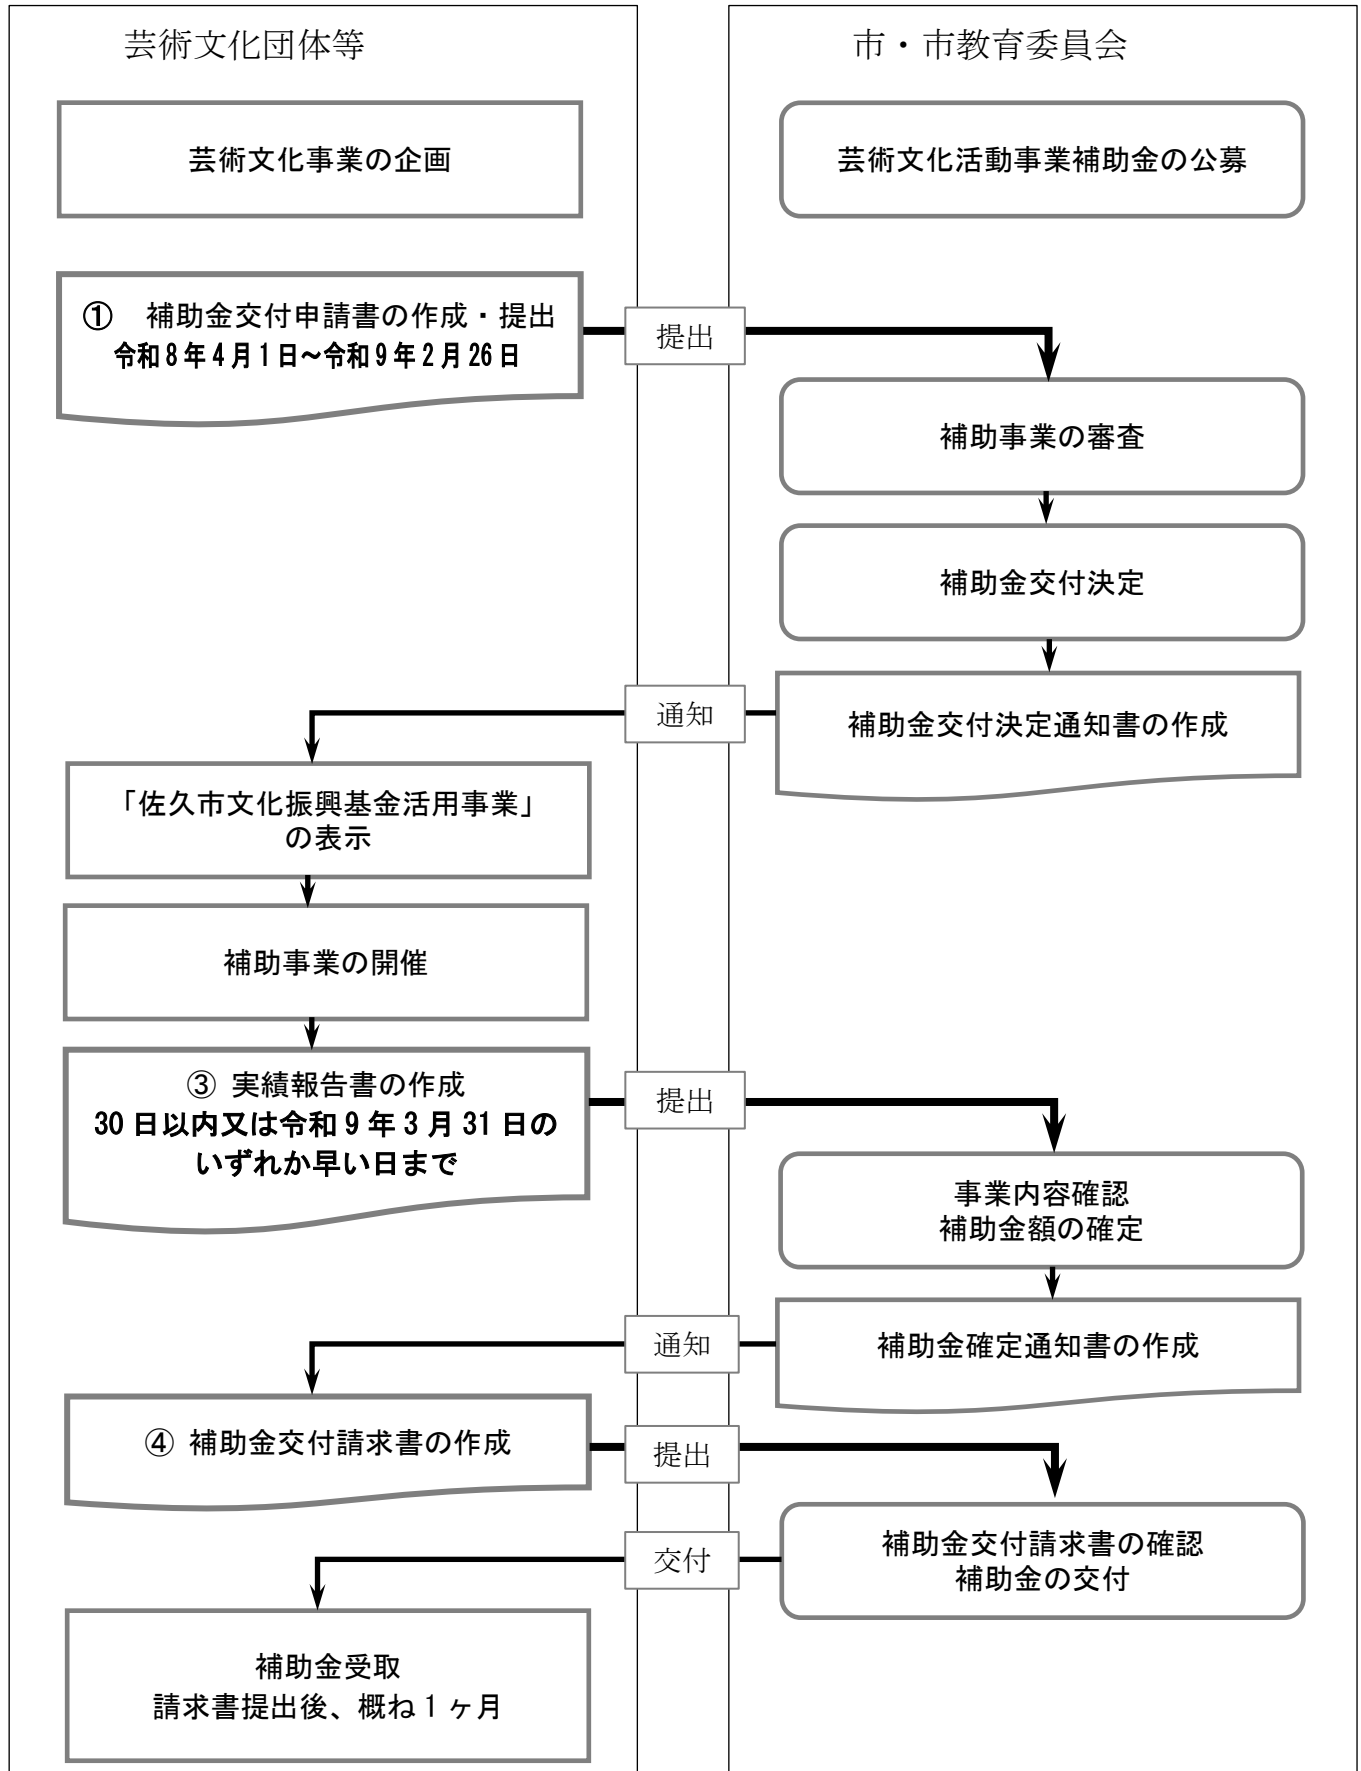 芸術文化団体等
市・市教育委員会
芸術文化事業の企画
芸術文化活動事業補助金の公募
① 補助金交付申請書の作成・提出
令和8年4月1日~令和9年2月26日
提出
補助事業の審査
補助金交付決定
補助金交付決定通知書の作成
通知
「佐久市文化振興基金活用事業」
の表示
補助事業の開催
③ 実績報告書の作成
30日以内又は令和9年3月31日の
いずれか早い日まで
提出
事業内容確認
補助金額の確定
補助金確定通知書の作成
通知
④ 補助金交付請求書の作成
提出
補助金交付請求書の確認
補助金の交付
交付
補助金受取
請求書提出後、概ね1ヶ月